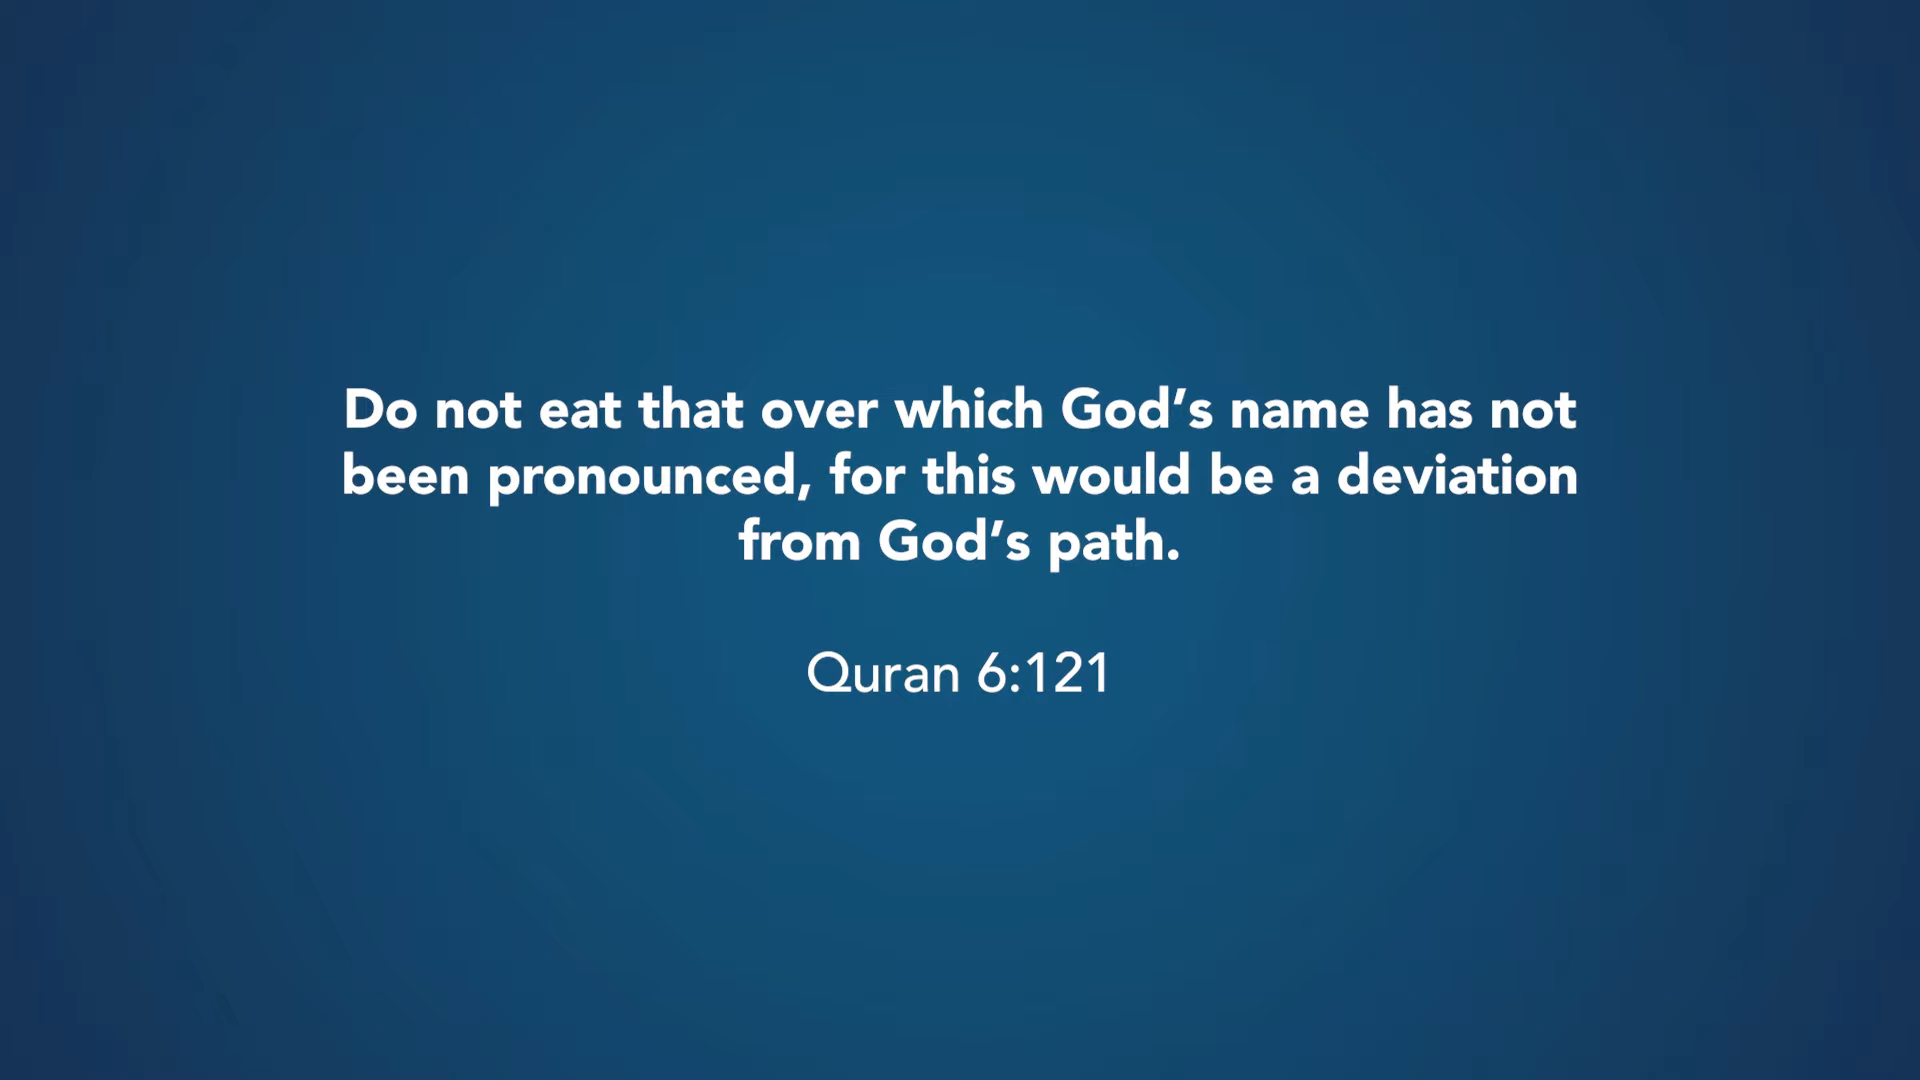 Do not eat that over which God’s name has not
been pronounced, for this would be a deviation
from God’s path.
Quran 6:121